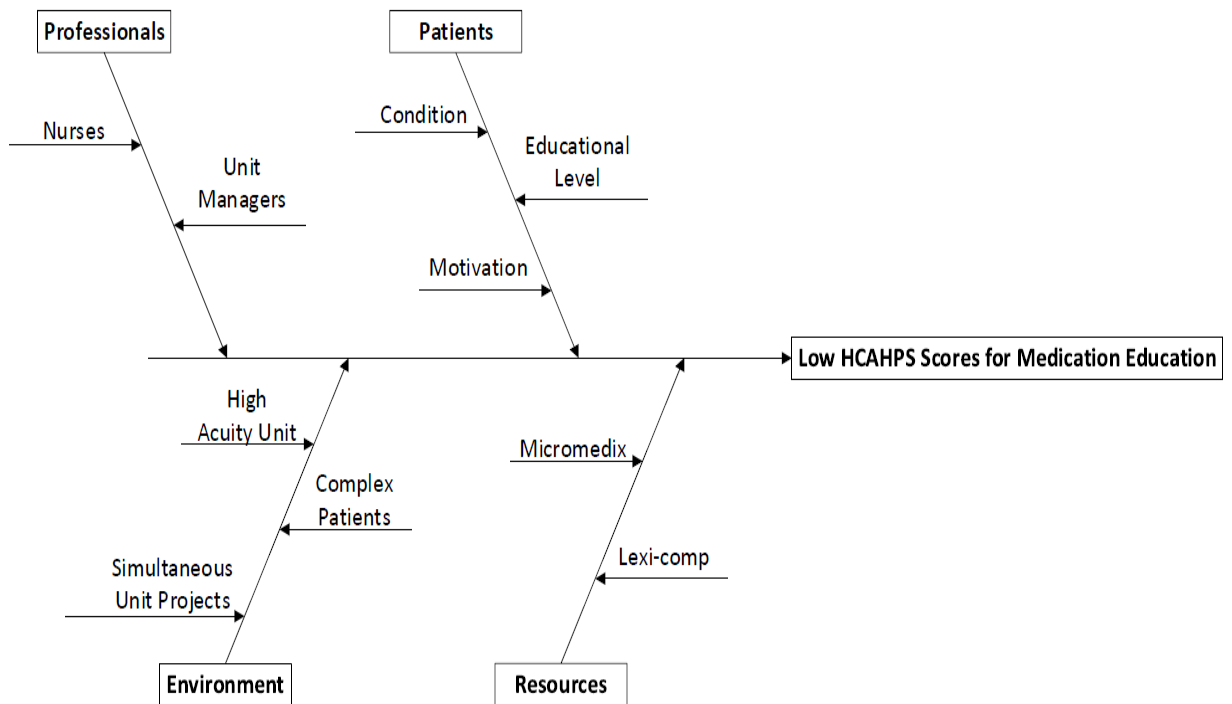 Professionals
Patients
Condition
Nurses
Educational
Level
Unit
Managers
Motivation
Low HCAHPS Scores for Medication Education
High
Acuity Unit
Micromedix
Complex
Patients
Lexi-comp
Simultaneous
Unit Projects
Environment
Resources